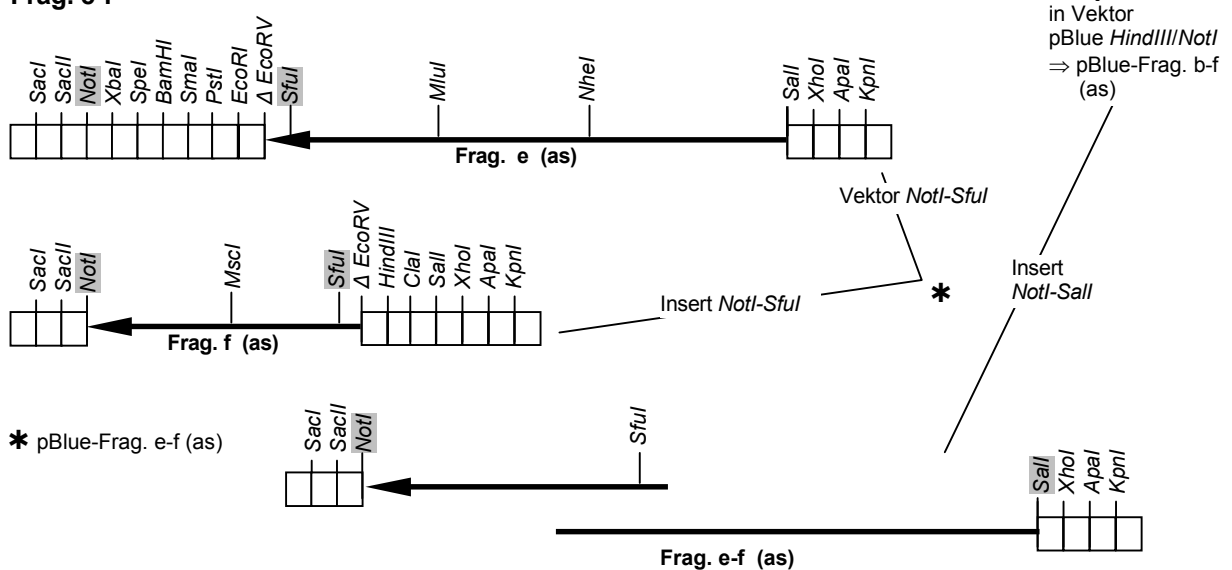 in Vektor
pBlue HindIII/NotI
⇒ pBlue-Frag. b-f
(as)
SacI
SacII
NotI
XbaI
SpeI
BamHI
SmaI
PstI
EcoRI
Δ EcoRV
SfuI
MluI
NheI
SalI
XhoI
ApaI
KpnI
Frag. e (as)
Vektor NotI-SfuI
SacI
SacII
NotI
MscI
SfuI
Δ EcoRV
HindIII
ClaI
SalI
XhoI
ApaI
KpnI
Frag. f (as)
Insert NotI-SfuI
*
Insert
NotI-SalI
* pBlue-Frag. e-f (as)
SacI
SacII
NotI
SfuI
SalI
XhoI
ApaI
KpnI
Frag. e-f (as)